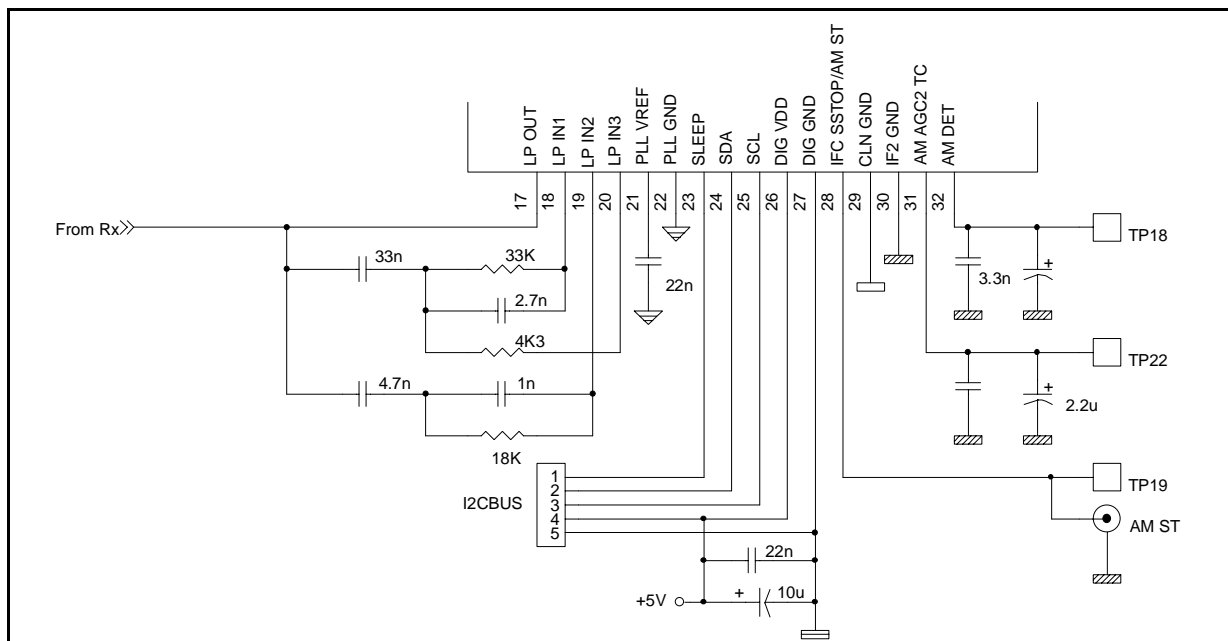 LP OUT
LP IN1
LP IN2
LP IN3
PLL VREF
PLL GND
SLEEP
SDA
SCL
DIG VDD
DIG GND
IFC SSTOP/AM ST
CLN GND
IF2 GND
AM AGC2 TC
AM DET
17
18
19
20
21
22
23
24
25
26
27
28
29
30
31
32
From Rx
TP18
33n
33K
3.3n
+
2.7n
22n
4K3
TP22
4.7n
1n
+
2.2u
18K
I2CBUS
1
2
3
4
5
TP19
AM ST
22n
+5V
+
10u